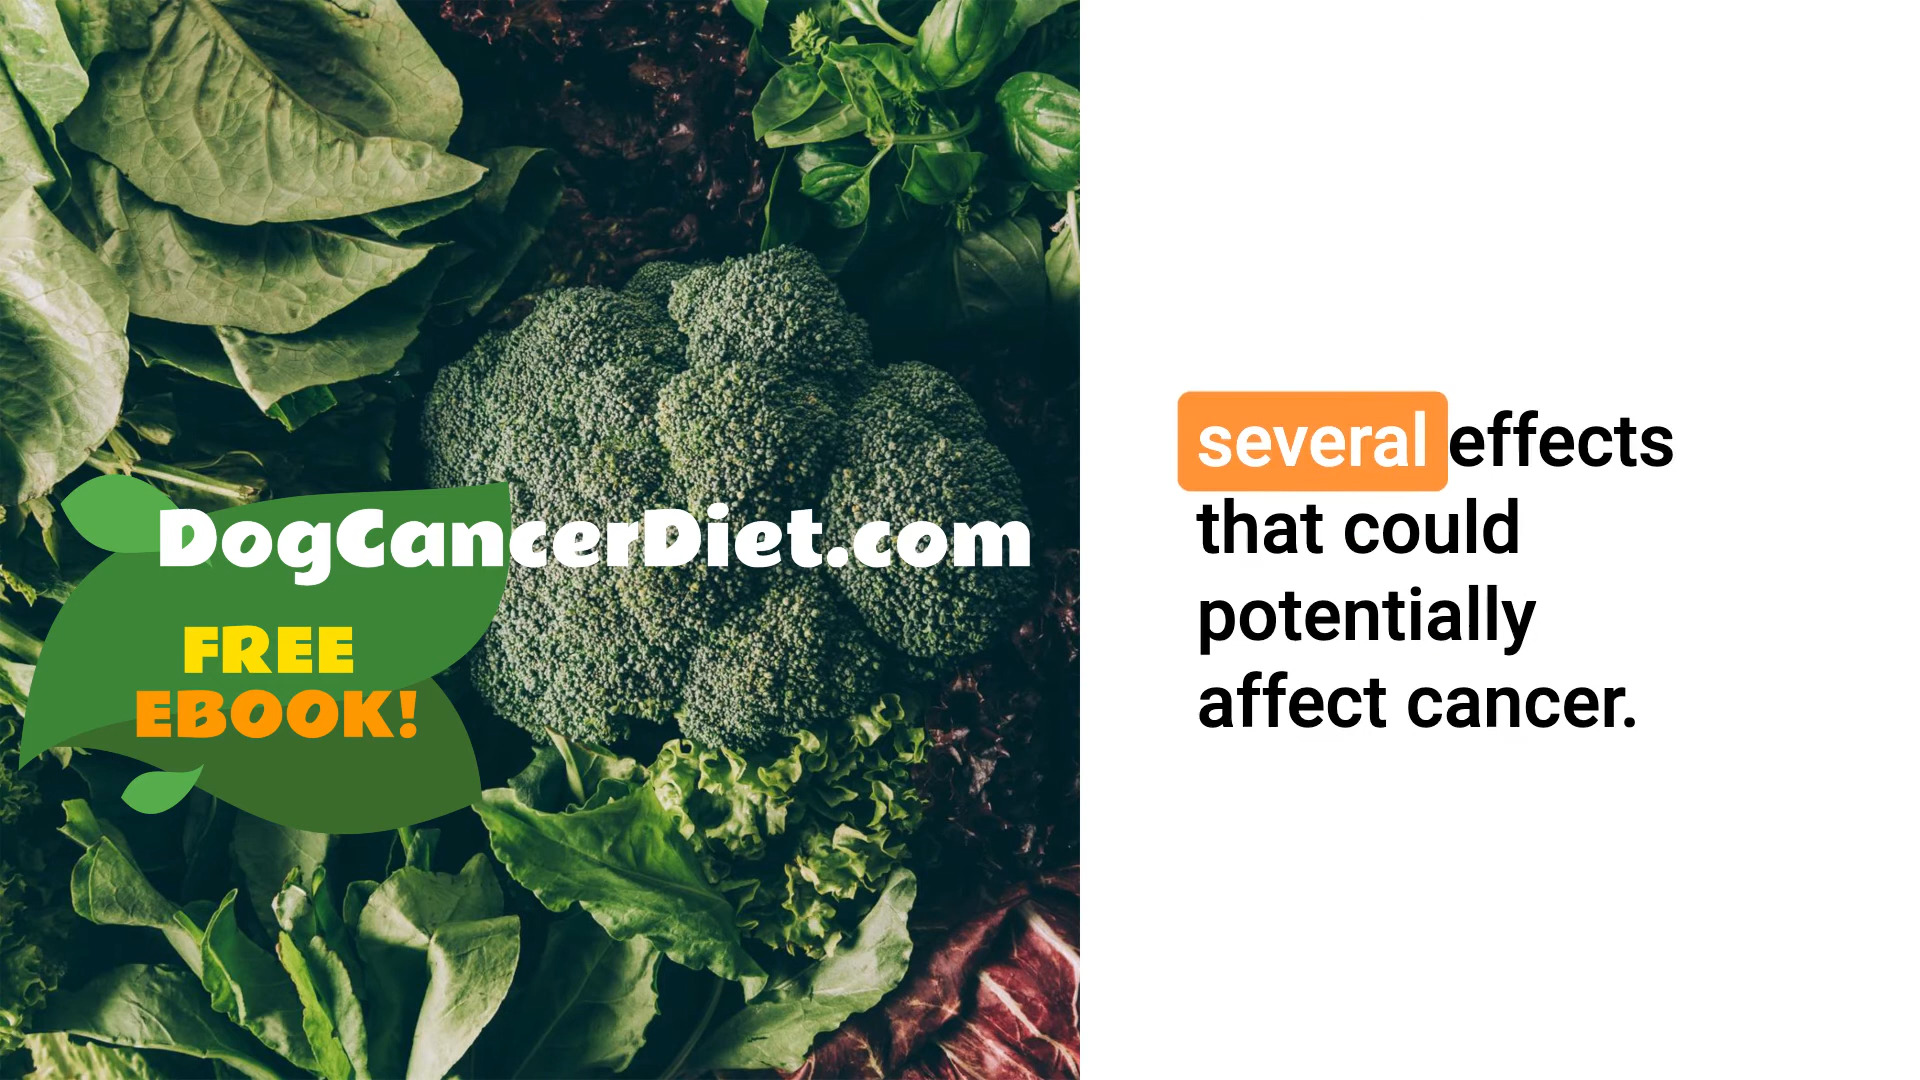 DogCancerDiet.com
FREE
EBOOK!
several effects
that could
potentially
affect cancer.